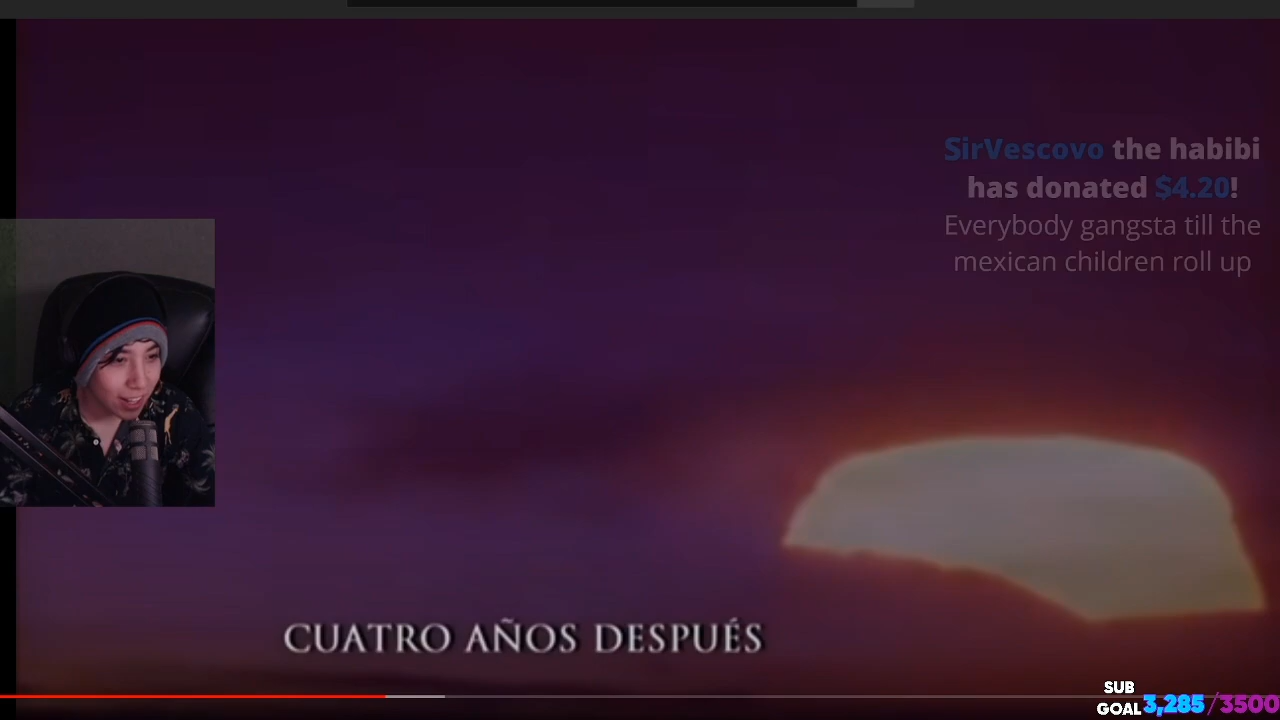 SirVescovo the habibi
has donated $4.20!
Everybody gangsta till the
mexican children roll up
CUATRO AÑOS DESPUÉS
SUB
GOAL 3,285/3500